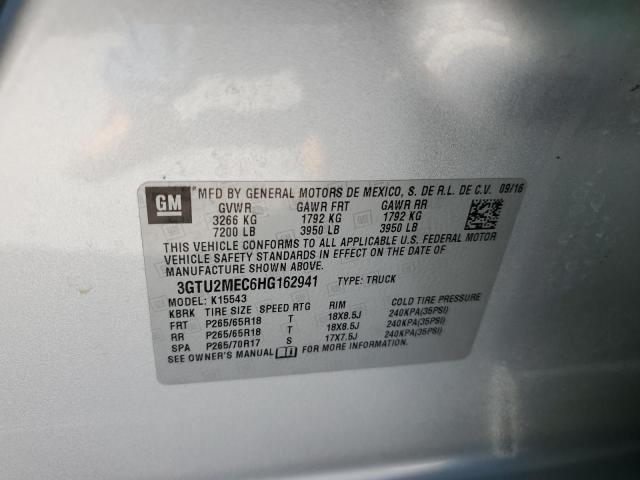 GM
*MFD BY GENERAL MOTORS DE MEXICO, S. DE R.L. DE C.V. 09/16
GVWR GAWR FRT GAWR RR
3266 KG 1792 KG 1792 KG
7200 LB 3950 LB 3950 LB
THIS VEHICLE CONFORMS TO ALL APPLICABLE U.S. FEDERAL MOTOR
VEHICLE SAFETY STANDARDS IN EFFECT ON THE DATE OF
MANUFACTURE SHOWN ABOVE.
3GTU2MEC6HG162941 TYPE: TRUCK
MODEL: K15543
KBRK TIRE SIZE SPEED RTG RIM COLD TIRE PRESSURE
FRT P265/65R18 T 18X8.5J 240KPA(35PSI)
RR P265/65R18 T 18X8.5J 240KPA(35PSI)
SPA P265/70R17 S 17X7.5J 240KPA(35PSI)
SEE OWNER'S MANUAL FOR MORE INFORMATION.